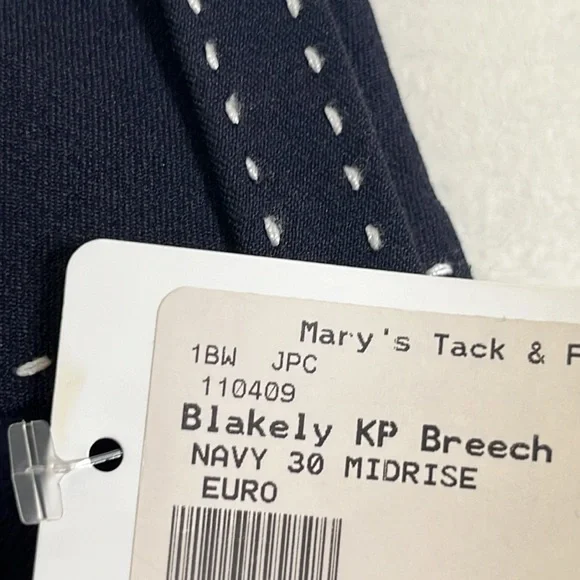 Mary's Tack & F
1BW JPC
110409
Blakely KP Breech
NAVY 30 MIDRISE
EURO